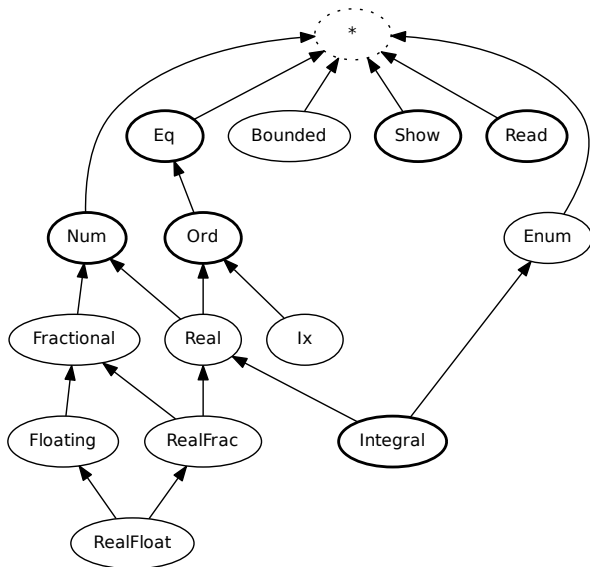 *
Eq
Bounded
Show
Read
Num
Ord
Enum
Fractional
Real
Ix
Floating
RealFrac
Integral
RealFloat